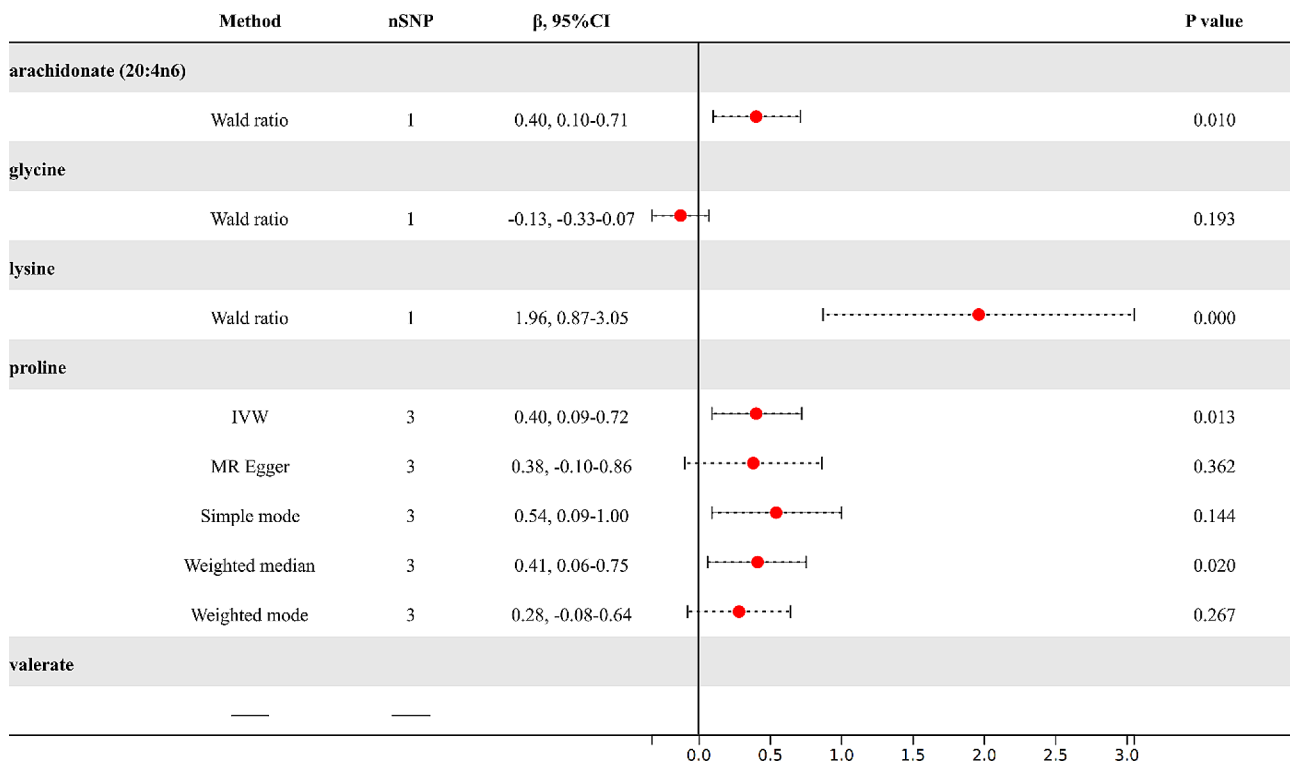 Method nSNP β, 95%CI P value
arachidonate (20:4n6)
Wald ratio 1 0.40, 0.10-0.71 0.010
glycine
Wald ratio 1 -0.13, -0.33-0.07 0.193
lysine
Wald ratio 1 1.96, 0.87-3.05 0.000
proline
IVW 3 0.40, 0.09-0.72 0.013
MR Egger 3 0.38, -0.10-0.86 0.362
Simple mode 3 0.54, 0.09-1.00 0.144
Weighted median 3 0.41, 0.06-0.75 0.020
Weighted mode 3 0.28, -0.08-0.64 0.267
valerate
0.0 0.5 1.0 1.5 2.0 2.5 3.0